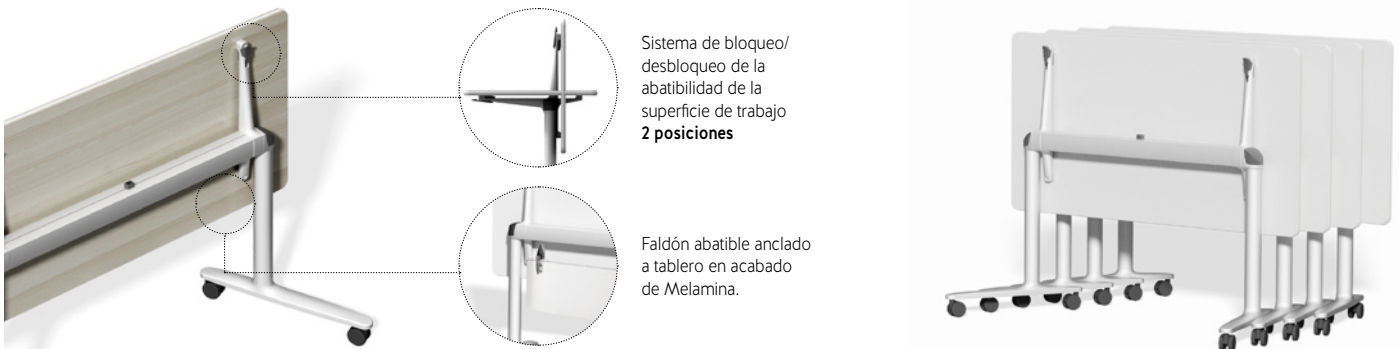 Sistema de bloqueo/
desbloqueo de la
abatibilidad de la
superficie de trabajo
2 posiciones
Faldón abatible anclado
a tablero en acabado
de Melamina.